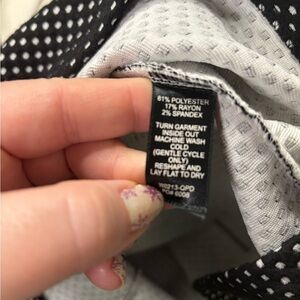 61% POLYESTER
17% RAYON
2% SPANDEX
TURN GARMENT
INSIDE OUT
MACHINE WASH
COLD
(GENTLE CYCLE
ONLY)
RESHAPE AND
LAY FLAT TO DRY